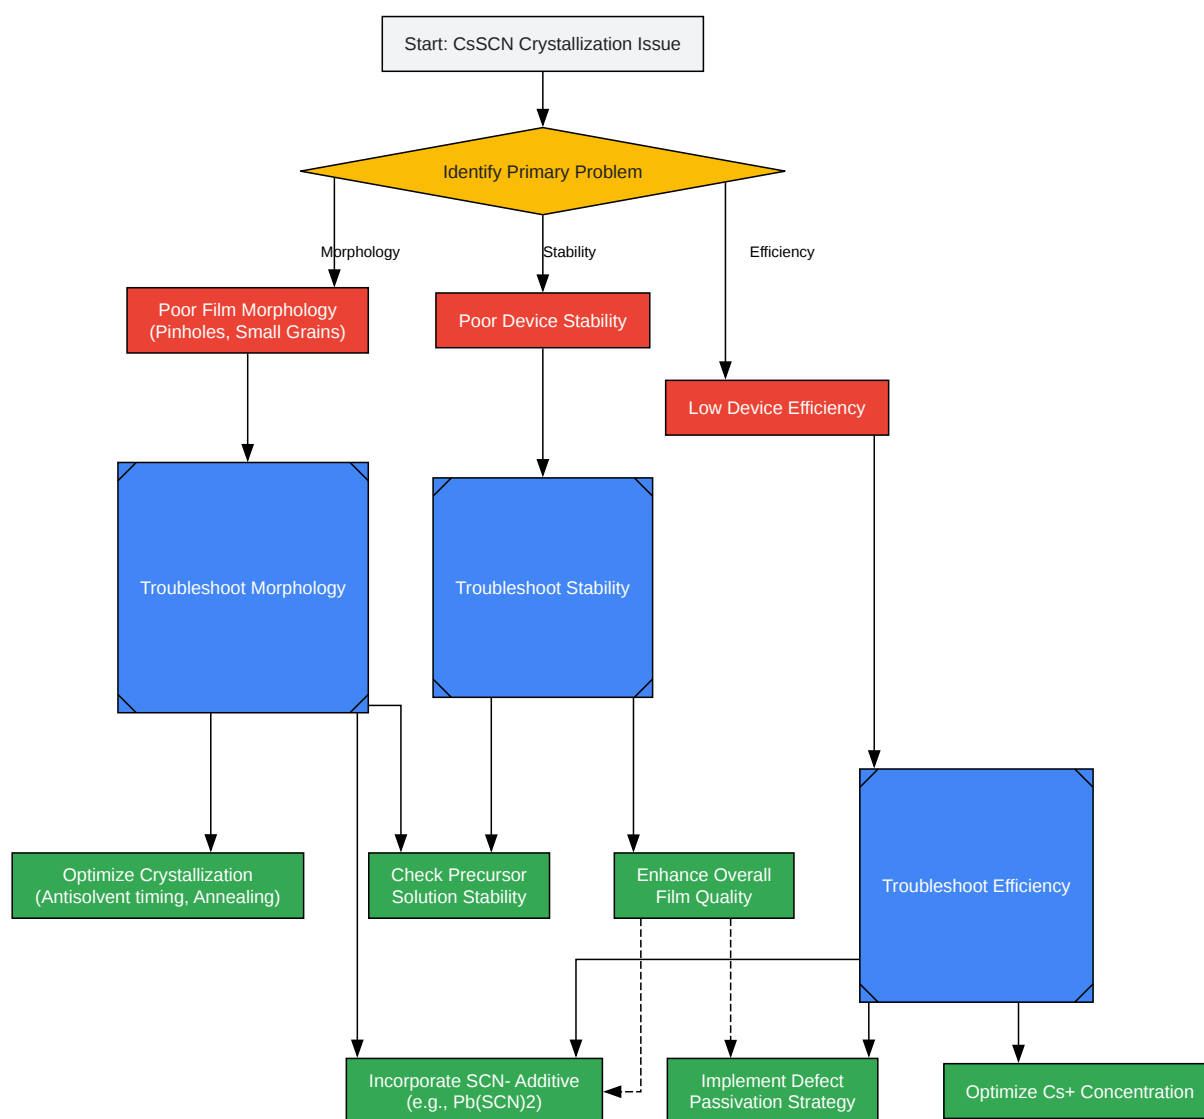 Start: CsSCN Crystallization Issue
Identify Primary Problem
Morphology
Stability
Efficiency
Poor Film Morphology
(Pinholes, Small Grains)
Poor Device Stability
Low Device Efficiency
Troubleshoot Morphology
Troubleshoot Stability
Troubleshoot Efficiency
Optimize Crystallization
(Antisolvent timing, Annealing)
Check Precursor
Solution Stability
Enhance Overall
Film Quality
Incorporate SCN- Additive
(e.g., Pb(SCN)2)
Implement Defect
Passivation Strategy
Optimize Cs+ Concentration